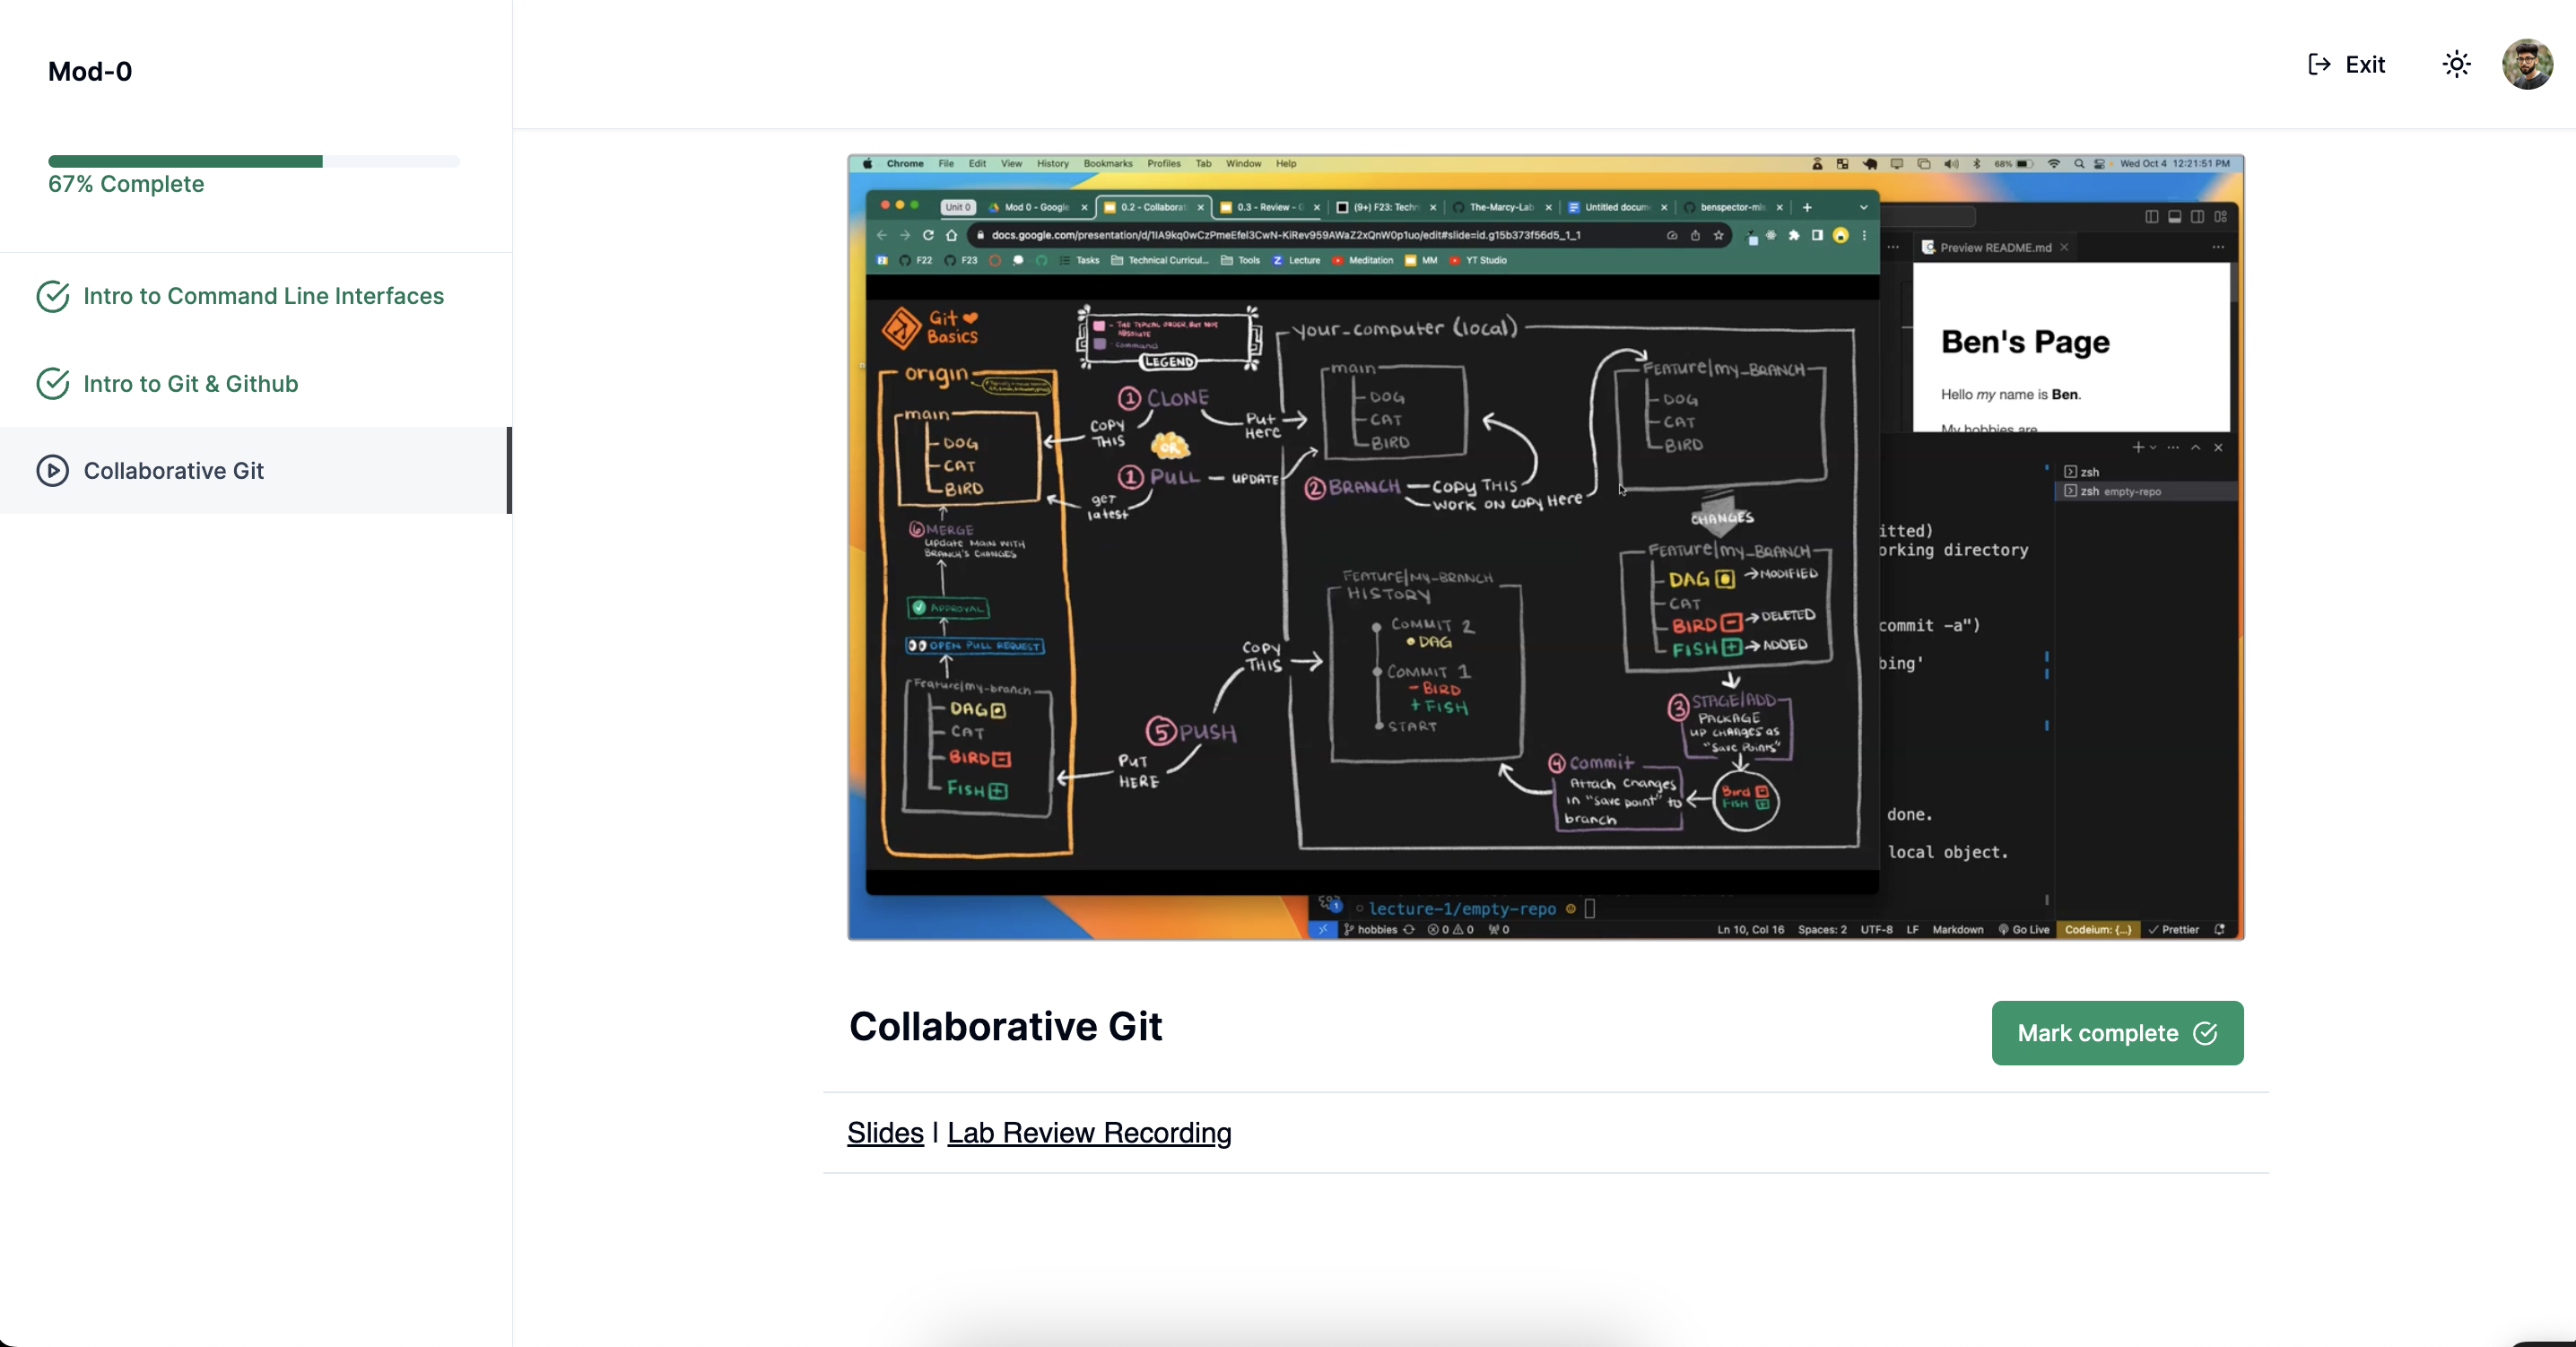 Mod-0
67% Complete
Intro to Command Line Interfaces
Intro to Git & Github
Collaborative Git
Exit
Chrome File Edit View History Bookmarks Profiles Tab Window Help
68% Wed Oct 4 12:21:51 PM
Unit 0
Mod 0 - Google
0.2 - Collaborat
0.3 - Review - G
(9+) F23: Techn
The-Marcy-Lab
Untitled docum
benspector-mls
docs.google.com/presentation/d/1IA9kq0wCzPmeEfel3CwN-KiRev959AWaZ2xQnW0p1uo/edit#slide=id.g15b373f56d5_1_1
F22 F23 Tasks Technical Curricul... Tools Lecture Meditation MM YT Studio
Git
Basics
- THE TYPICAL ORDER, BUT NOT
ABSOLUTE
- Command
LEGEND
origin
main
DOG
CAT
BIRD
6 MERGE
update MAIN WITH
BRANCH'S CHANGES
APPROVAL
OPEN PULL REQUEST
Feature/my-branch
DAG
CAT
BIRD
FISH
1 CLONE
COPY
THIS
Put
Here
OR
1 PULL
UPDATE
get
latest
5 PUSH
COPY
THIS
PUT
HERE
your-computer (local)
main
DOG
CAT
BIRD
2 BRANCH
COPY THIS
WORK ON COPY Here
FEATURE/MY_BRANCH
DOG
CAT
BIRD
CHANGES
FEATURE/MY_BRANCH
DAG → MODIFIED
CAT
BIRD → DELETED
FISH → ADDED
3 STAGE/ADD
PACKAGE
UP CHANGES AS
"Save Points"
Bird
FISH
4 Commit
Attach changes
in "save point" to
branch
FEATURE/MY-BRANCH
HISTORY
COMMIT 2
DAG
COMMIT 1
- BIRD
+ FISH
START
Preview README.md
Ben's Page
Hello my name is Ben.
My hobbies are
zsh
zsh empty-repo
itted)
orking directory
commit -a")
bing'
done.
local object.
lecture-1/empty-repo
hobbies 0 0 0
Ln 10, Col 16 Spaces: 2 UTF-8 LF Markdown Go Live Codeium: {...} Prettier
Collaborative Git
Mark complete
Slides | Lab Review Recording